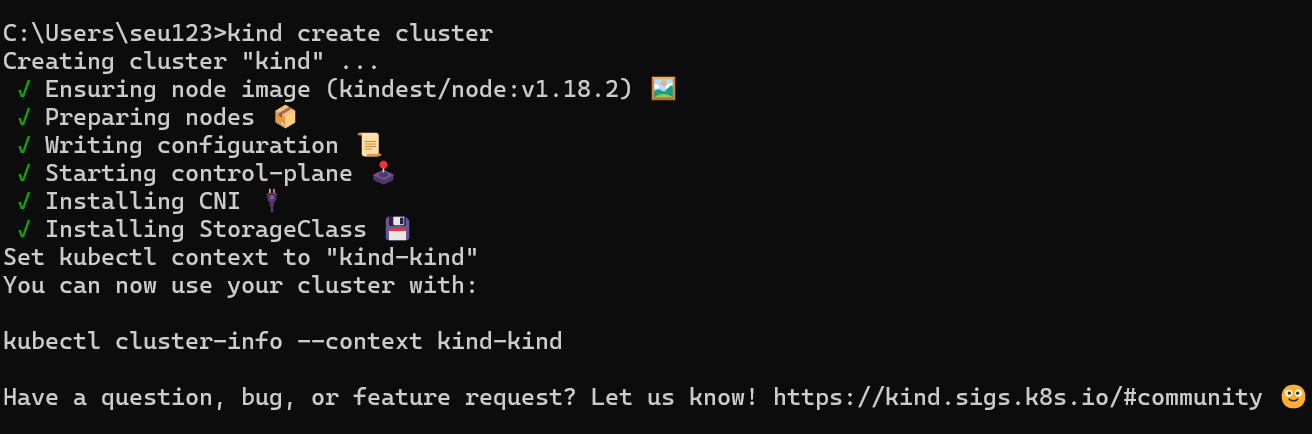 C:\Users\seu123>kind create cluster
Creating cluster "kind" ...
√ Ensuring node image (kindest/node:v1.18.2) 🖼
√ Preparing nodes 📦
√ Writing configuration 📜
√ Starting control-plane 🕹
√ Installing CNI 🔌
√ Installing StorageClass 💾
Set kubectl context to "kind-kind"
You can now use your cluster with:

kubectl cluster-info --context kind-kind

Have a question, bug, or feature request? Let us know! https://kind.sigs.k8s.io/#community 🙂